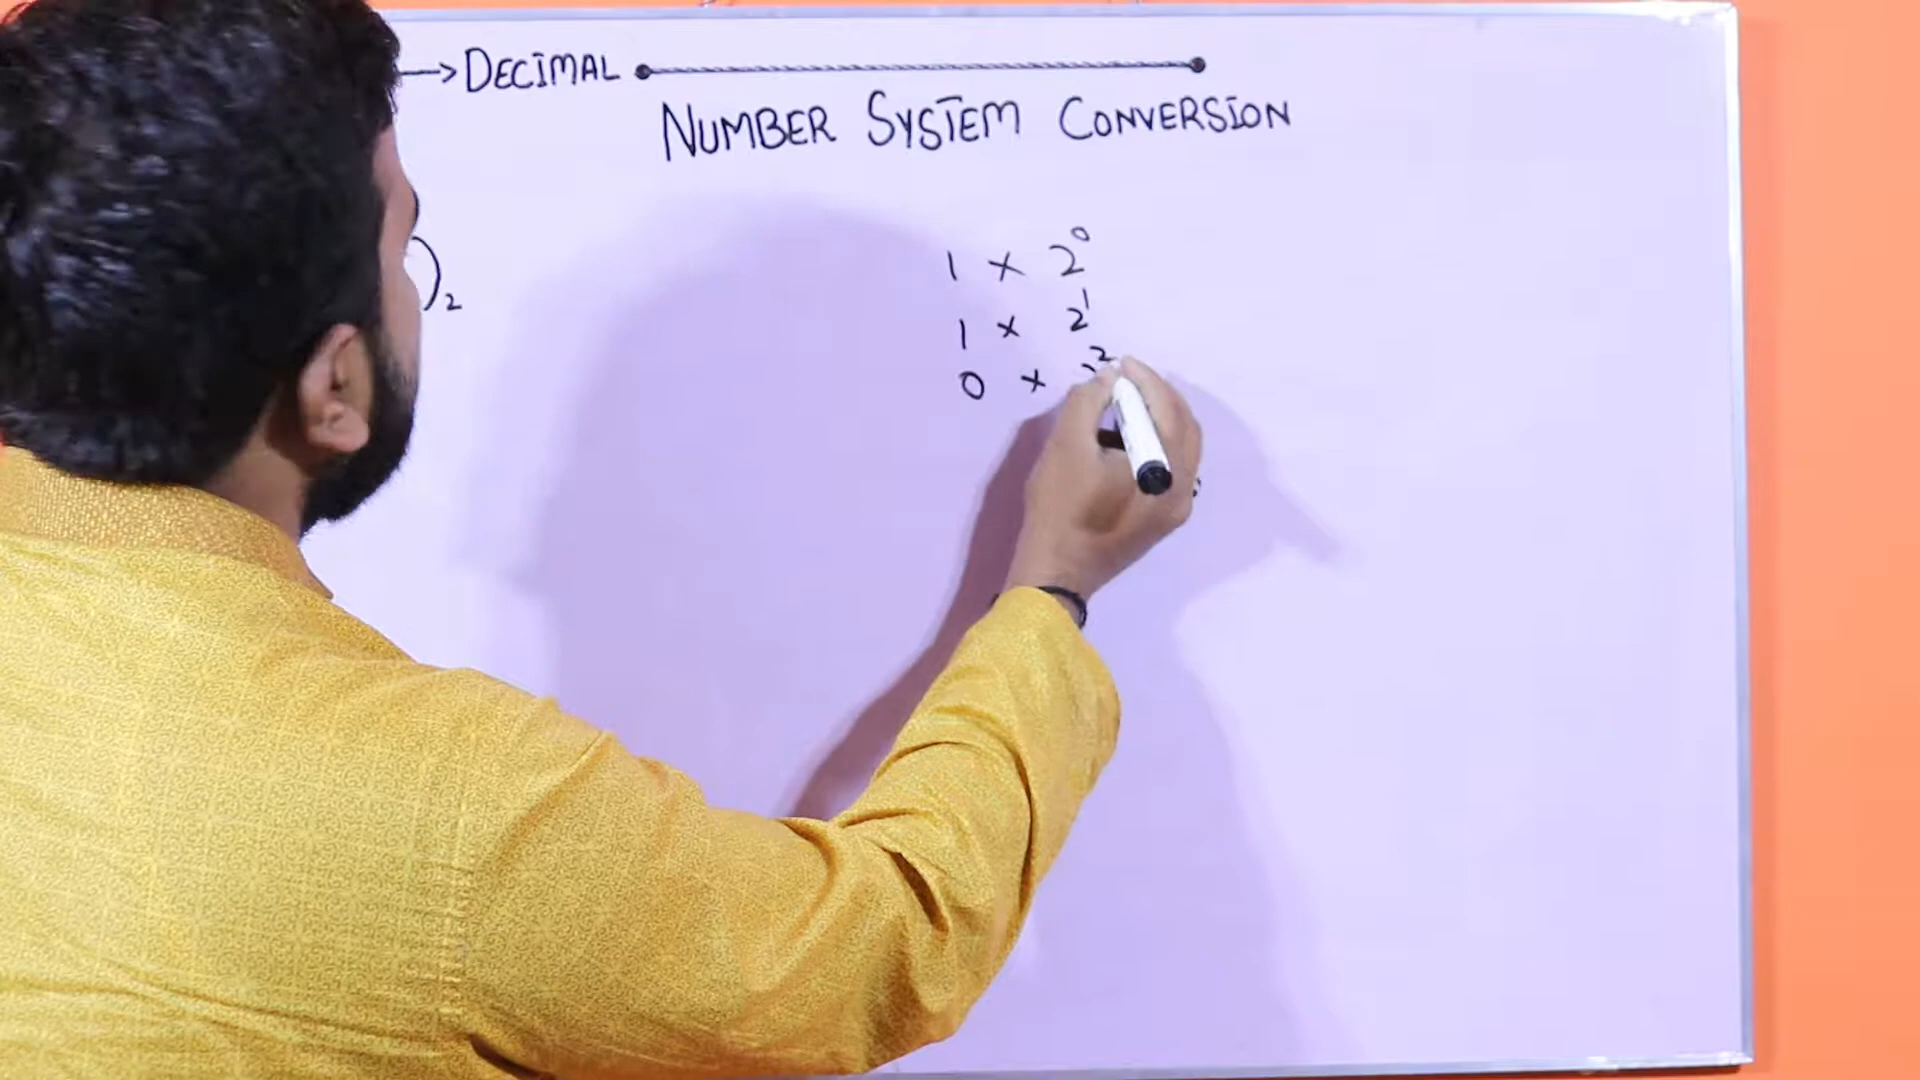 → DECIMAL
NUMBER SYSTEM CONVERSION
)₂
1 × 2⁰
1 × 2¹
0 × 2²